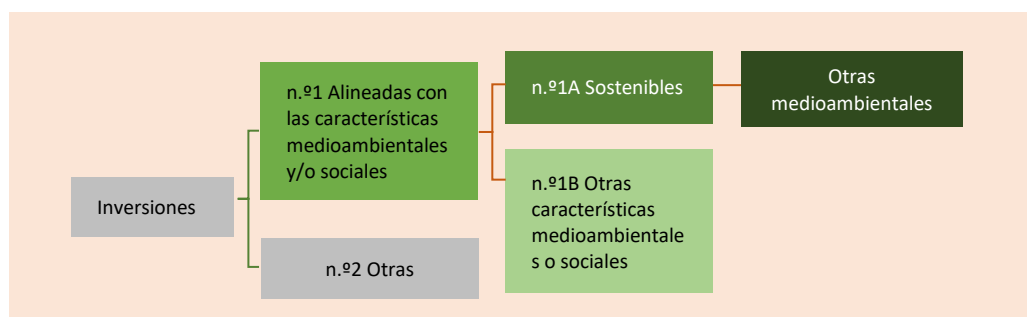 Inversiones
n.º1 Alineadas con
las características
medioambientales
y/o sociales
n.º2 Otras
n.º1A Sostenibles
n.º1B Otras
características
medioambientale
s o sociales
Otras
medioambientales